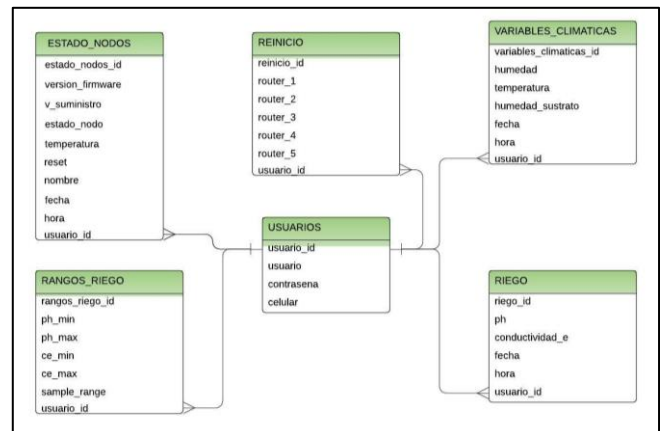 ESTADO_NODOS
estado_nodos_id
version_firmware
v_suministro
estado_nodo
temperatura
reset
nombre
fecha
hora
usuario_id
REINICIO
reinicio_id
router_1
router_2
router_3
router_4
router_5
usuario_id
VARIABLES_CLIMATICAS
variables_climaticas_id
humedad
temperatura
humedad_sustrato
fecha
hora
usuario_id
USUARIOS
usuario_id
usuario
contrasena
celular
RANGOS_RIEGO
rangos_riego_id
ph_min
ph_max
ce_min
ce_max
sample_range
usuario_id
RIEGO
riego_id
ph
conductividad_e
fecha
hora
usuario_id